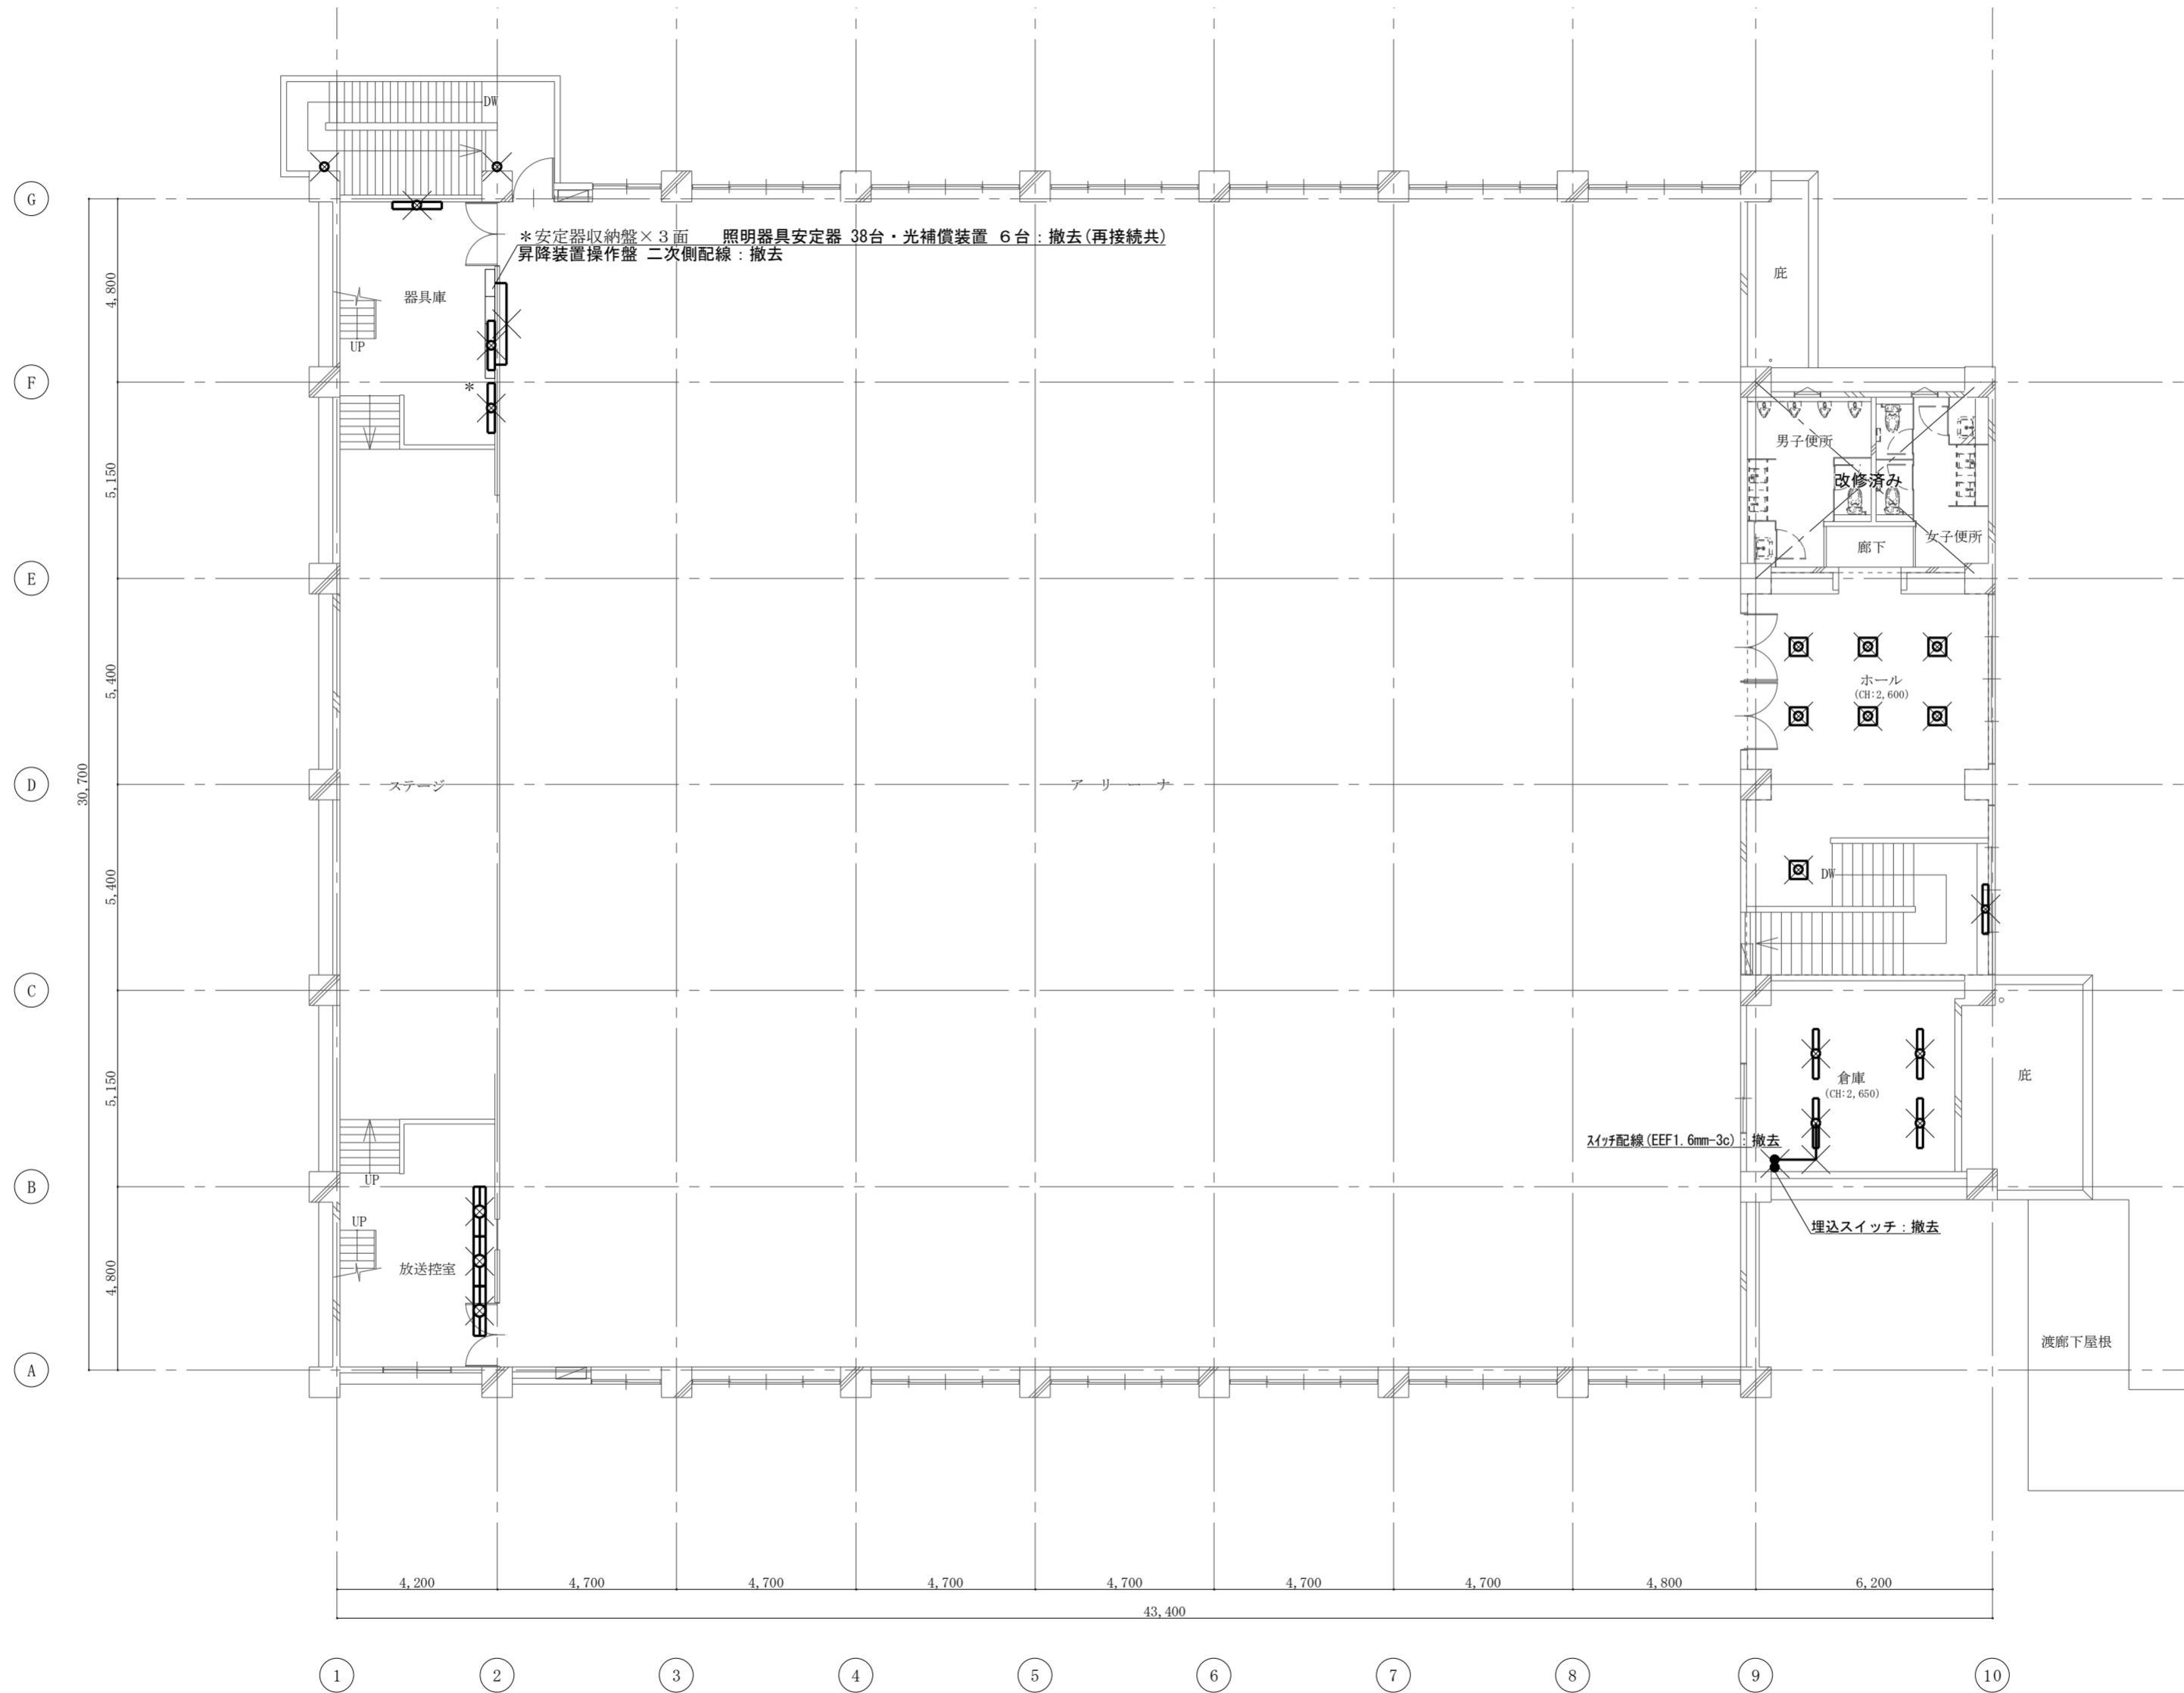 DW
G
＊安定器収納盤×３面　照明器具安定器 38台・光補償装置 ６台：撤去(再接続共)
昇降装置操作盤 二次側配線：撤去
4,800
器具庫
庇
UP
F
＊
男子便所
5,150
改修済み
女子便所
廊下
E
5,400
ホール
(CH:2,600)
30,700
D
ステージ
アリーナ
5,400
DW
C
倉庫
(CH:2,650)
庇
5,150
ｽｲｯﾁ配線(EEF1.6mm-3c)：撤去
UP
B
UP
埋込スイッチ：撤去
4,800
放送控室
渡廊下屋根
A
4,200
4,700
4,700
4,700
4,700
4,700
4,700
4,800
6,200
43,400
1
2
3
4
5
6
7
8
9
10